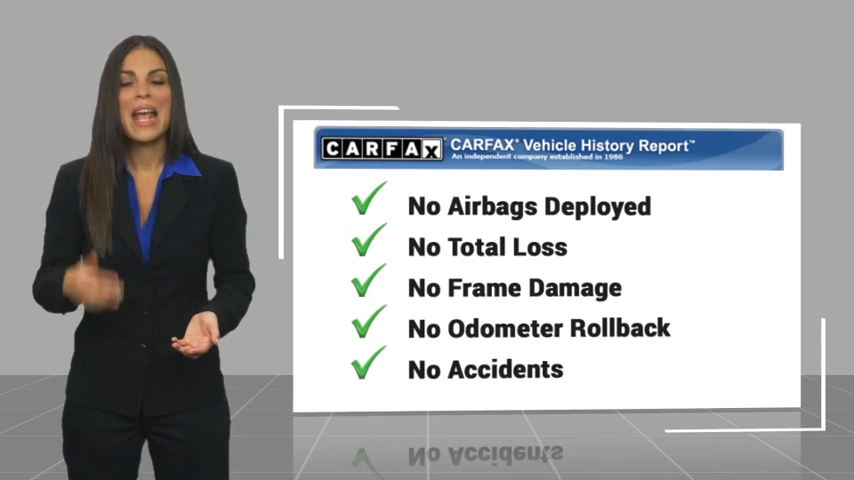 CARFAX CARFAX® Vehicle History Report™
An independent company established in 1986
No Airbags Deployed
No Total Loss
No Frame Damage
No Odometer Rollback
No Accidents
No Accidents